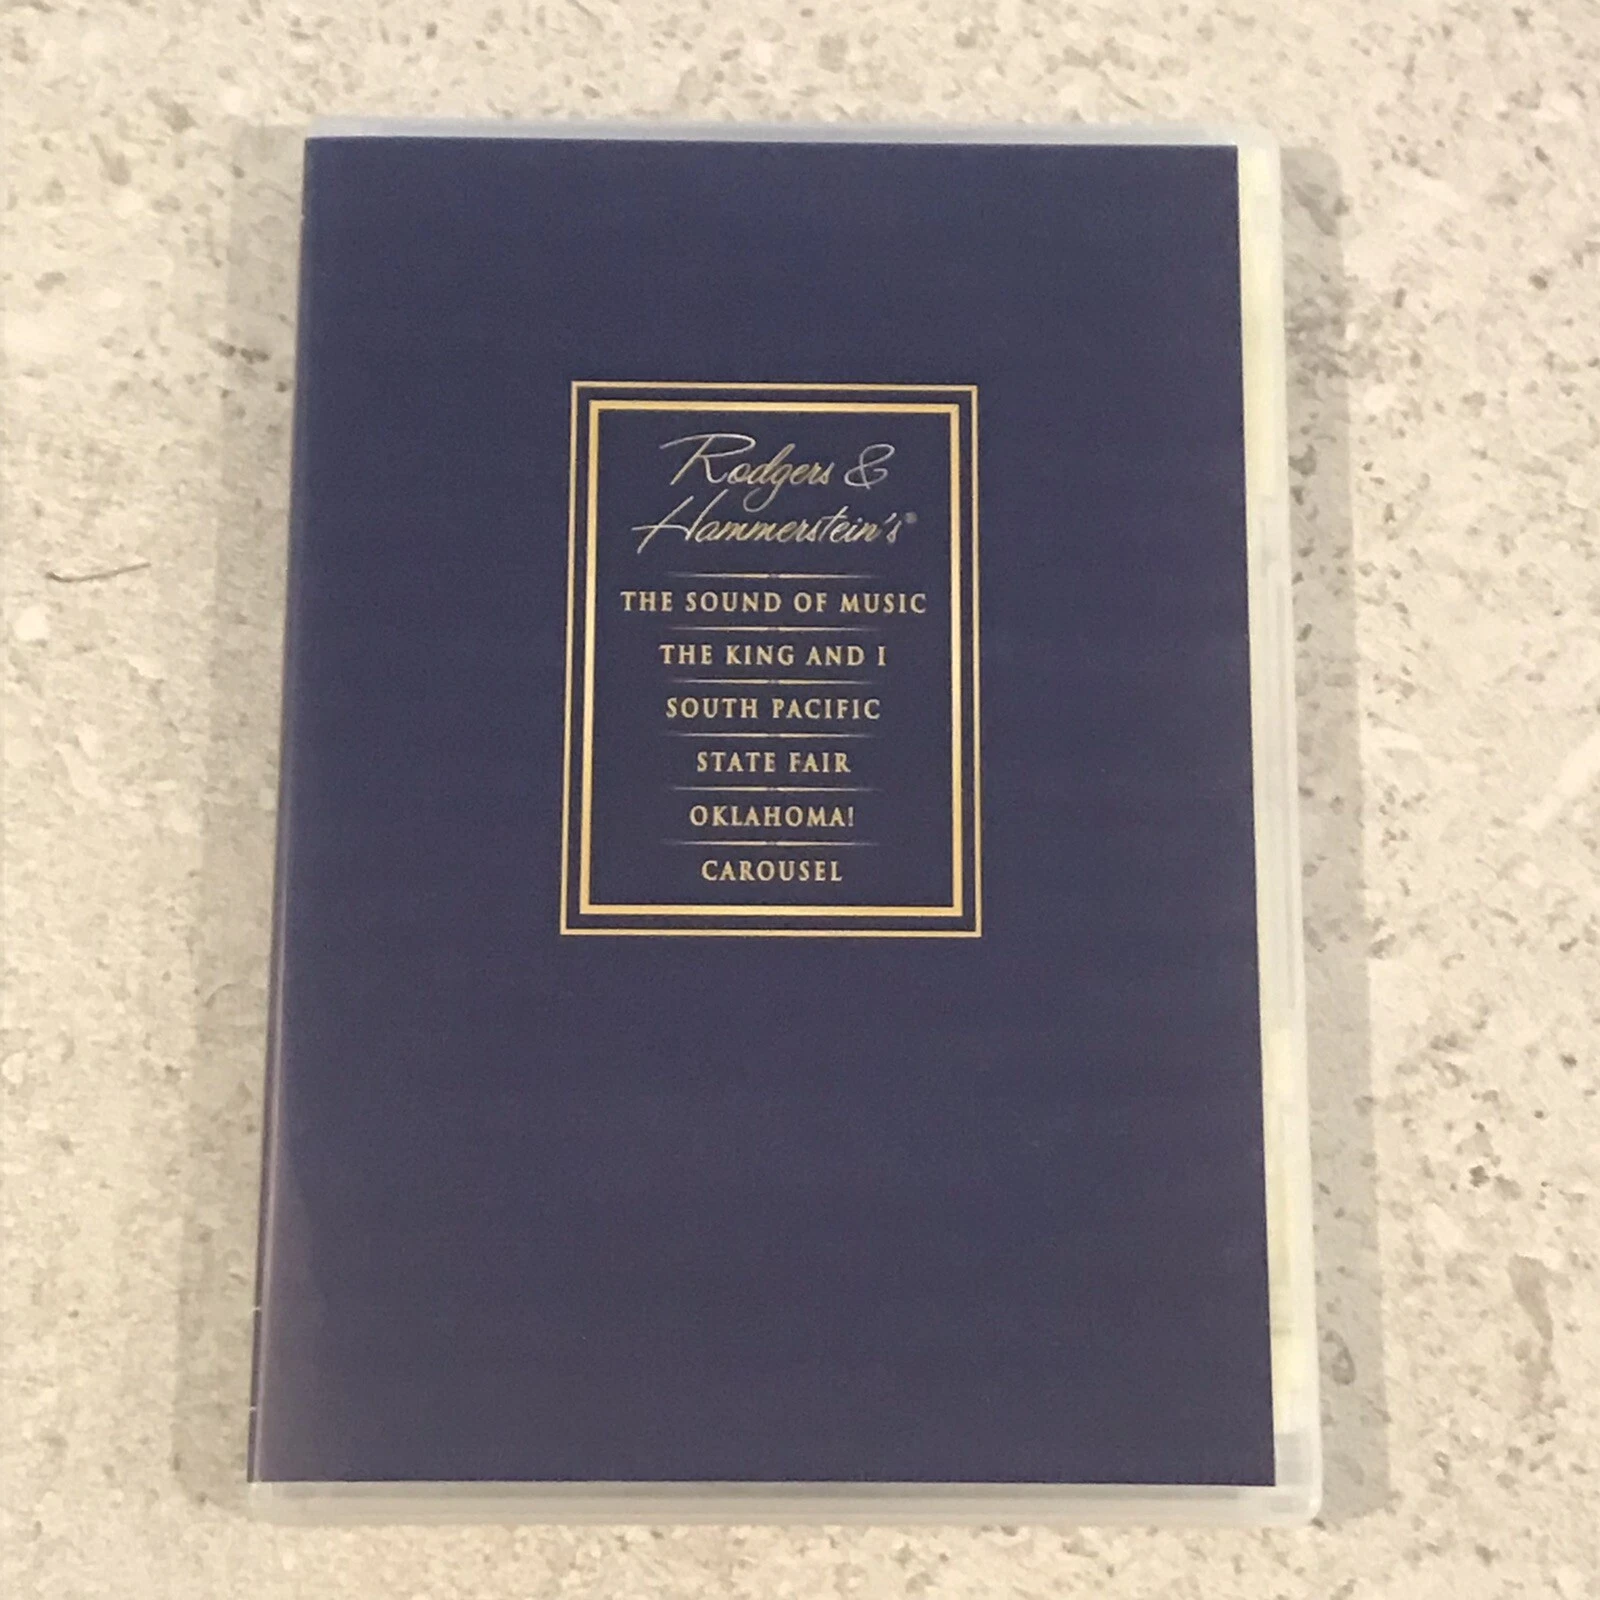 Rodgers &
Hammerstein's®
THE SOUND OF MUSIC
THE KING AND I
SOUTH PACIFIC
STATE FAIR
OKLAHOMA!
CAROUSEL